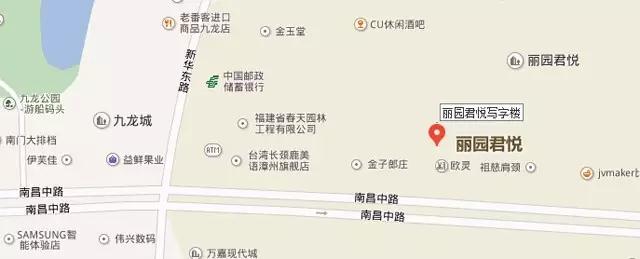 老番客进口
商品九龙店
金玉堂
CU休闲酒吧
丽园君悦
新华东路
中国邮政
储蓄银行
九龙公园
-游船码头
九龙城
福建省春天园林
工程有限公司
丽园君悦写字楼
丽园君悦
南门大排档
伊芙佳
益鲜果业
RTM
台湾长颈鹿美
语漳州旗舰店
金子郎庄
欧灵
祖慈肩颈
jvmakerb
南昌中路
南昌中路
南昌中路
南昌中路
SAMSUNG智
能体验店
伟兴数码
万嘉现代城